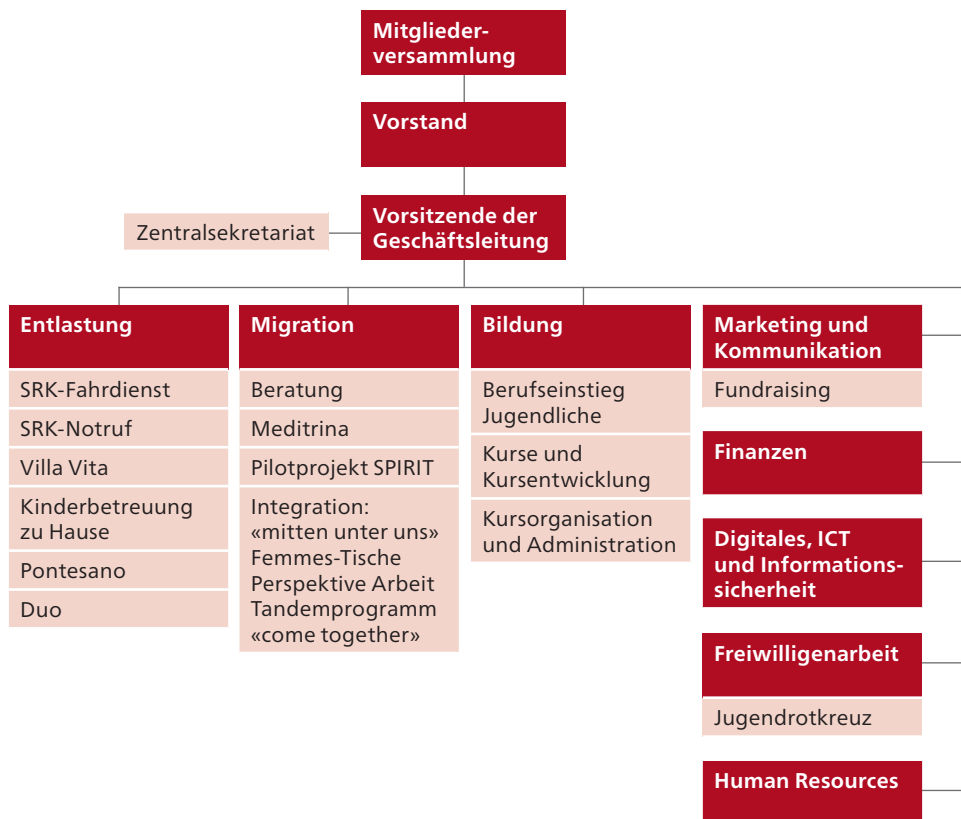 Mitglieder-
versammlung
Vorstand
Vorsitzende der
Geschäftsleitung
Zentralsekretariat
Entlastung
SRK-Fahrdienst
SRK-Notruf
Villa Vita
Kinderbetreuung
zu Hause
Pontesano
Duo
Migration
Beratung
Meditrina
Pilotprojekt SPIRIT
Integration:
«mitten unter uns»
Femmes-Tische
Perspektive Arbeit
Tandemprogramm
«come together»
Bildung
Berufseinstieg
Jugendliche
Kurse und
Kursentwicklung
Kursorganisation
und Administration
Marketing und
Kommunikation
Fundraising
Finanzen
Digitales, ICT
und Informations-
sicherheit
Freiwilligenarbeit
Jugendrotkreuz
Human Resources